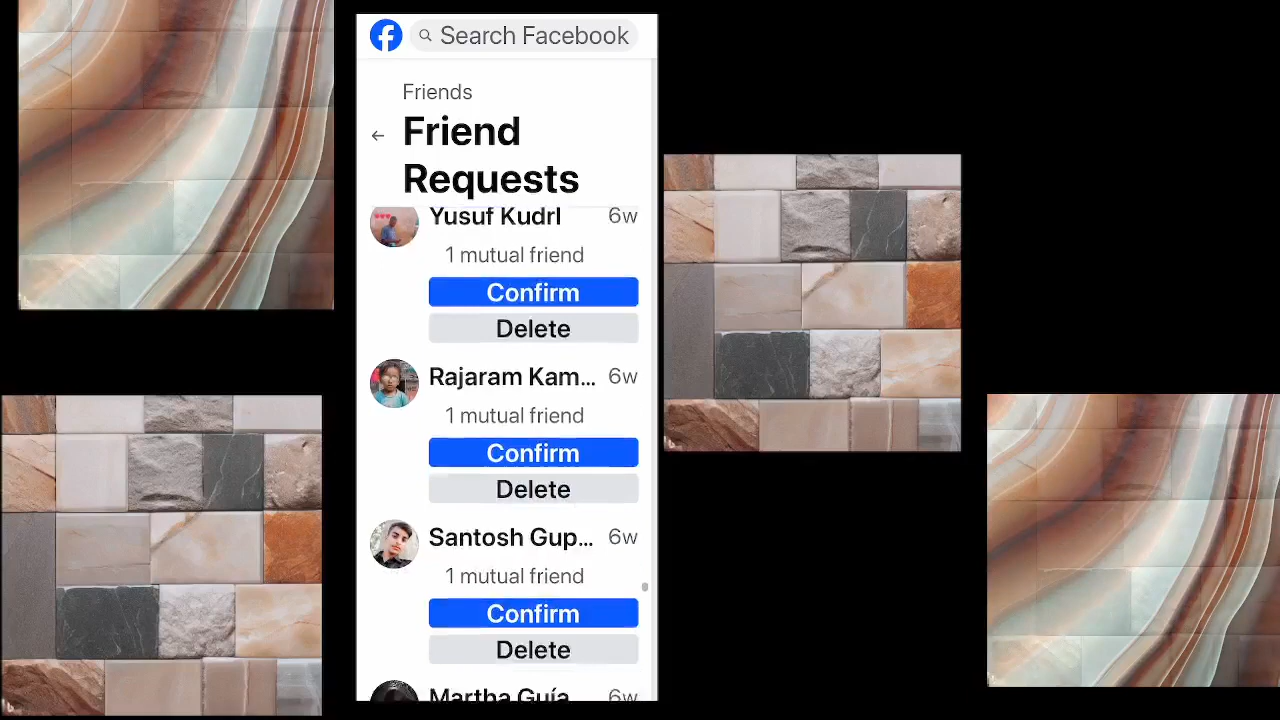 Search Facebook
Friends
Friend
Requests
Yusuf Kudrl 6w
1 mutual friend
Confirm
Delete
Rajaram Kam... 6w
1 mutual friend
Confirm
Delete
Santosh Gup... 6w
1 mutual friend
Confirm
Delete
Martha Guía 6w